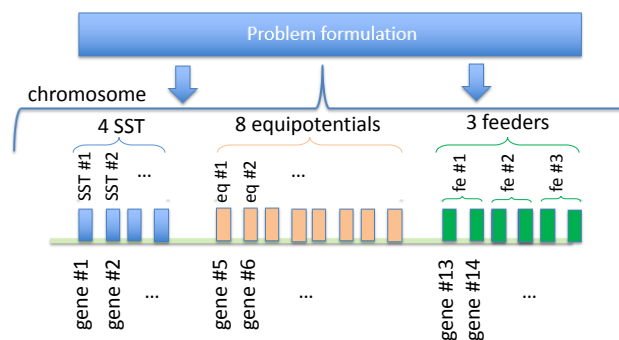 Problem formulation
chromosome
4 SST
8 equipotentials
3 feeders
SST #1
SST #2
...
eq #1
eq #2
...
fe #1
fe #2
fe #3
gene #1
gene #2
...
gene #5
gene #6
...
gene #13
gene #14
...